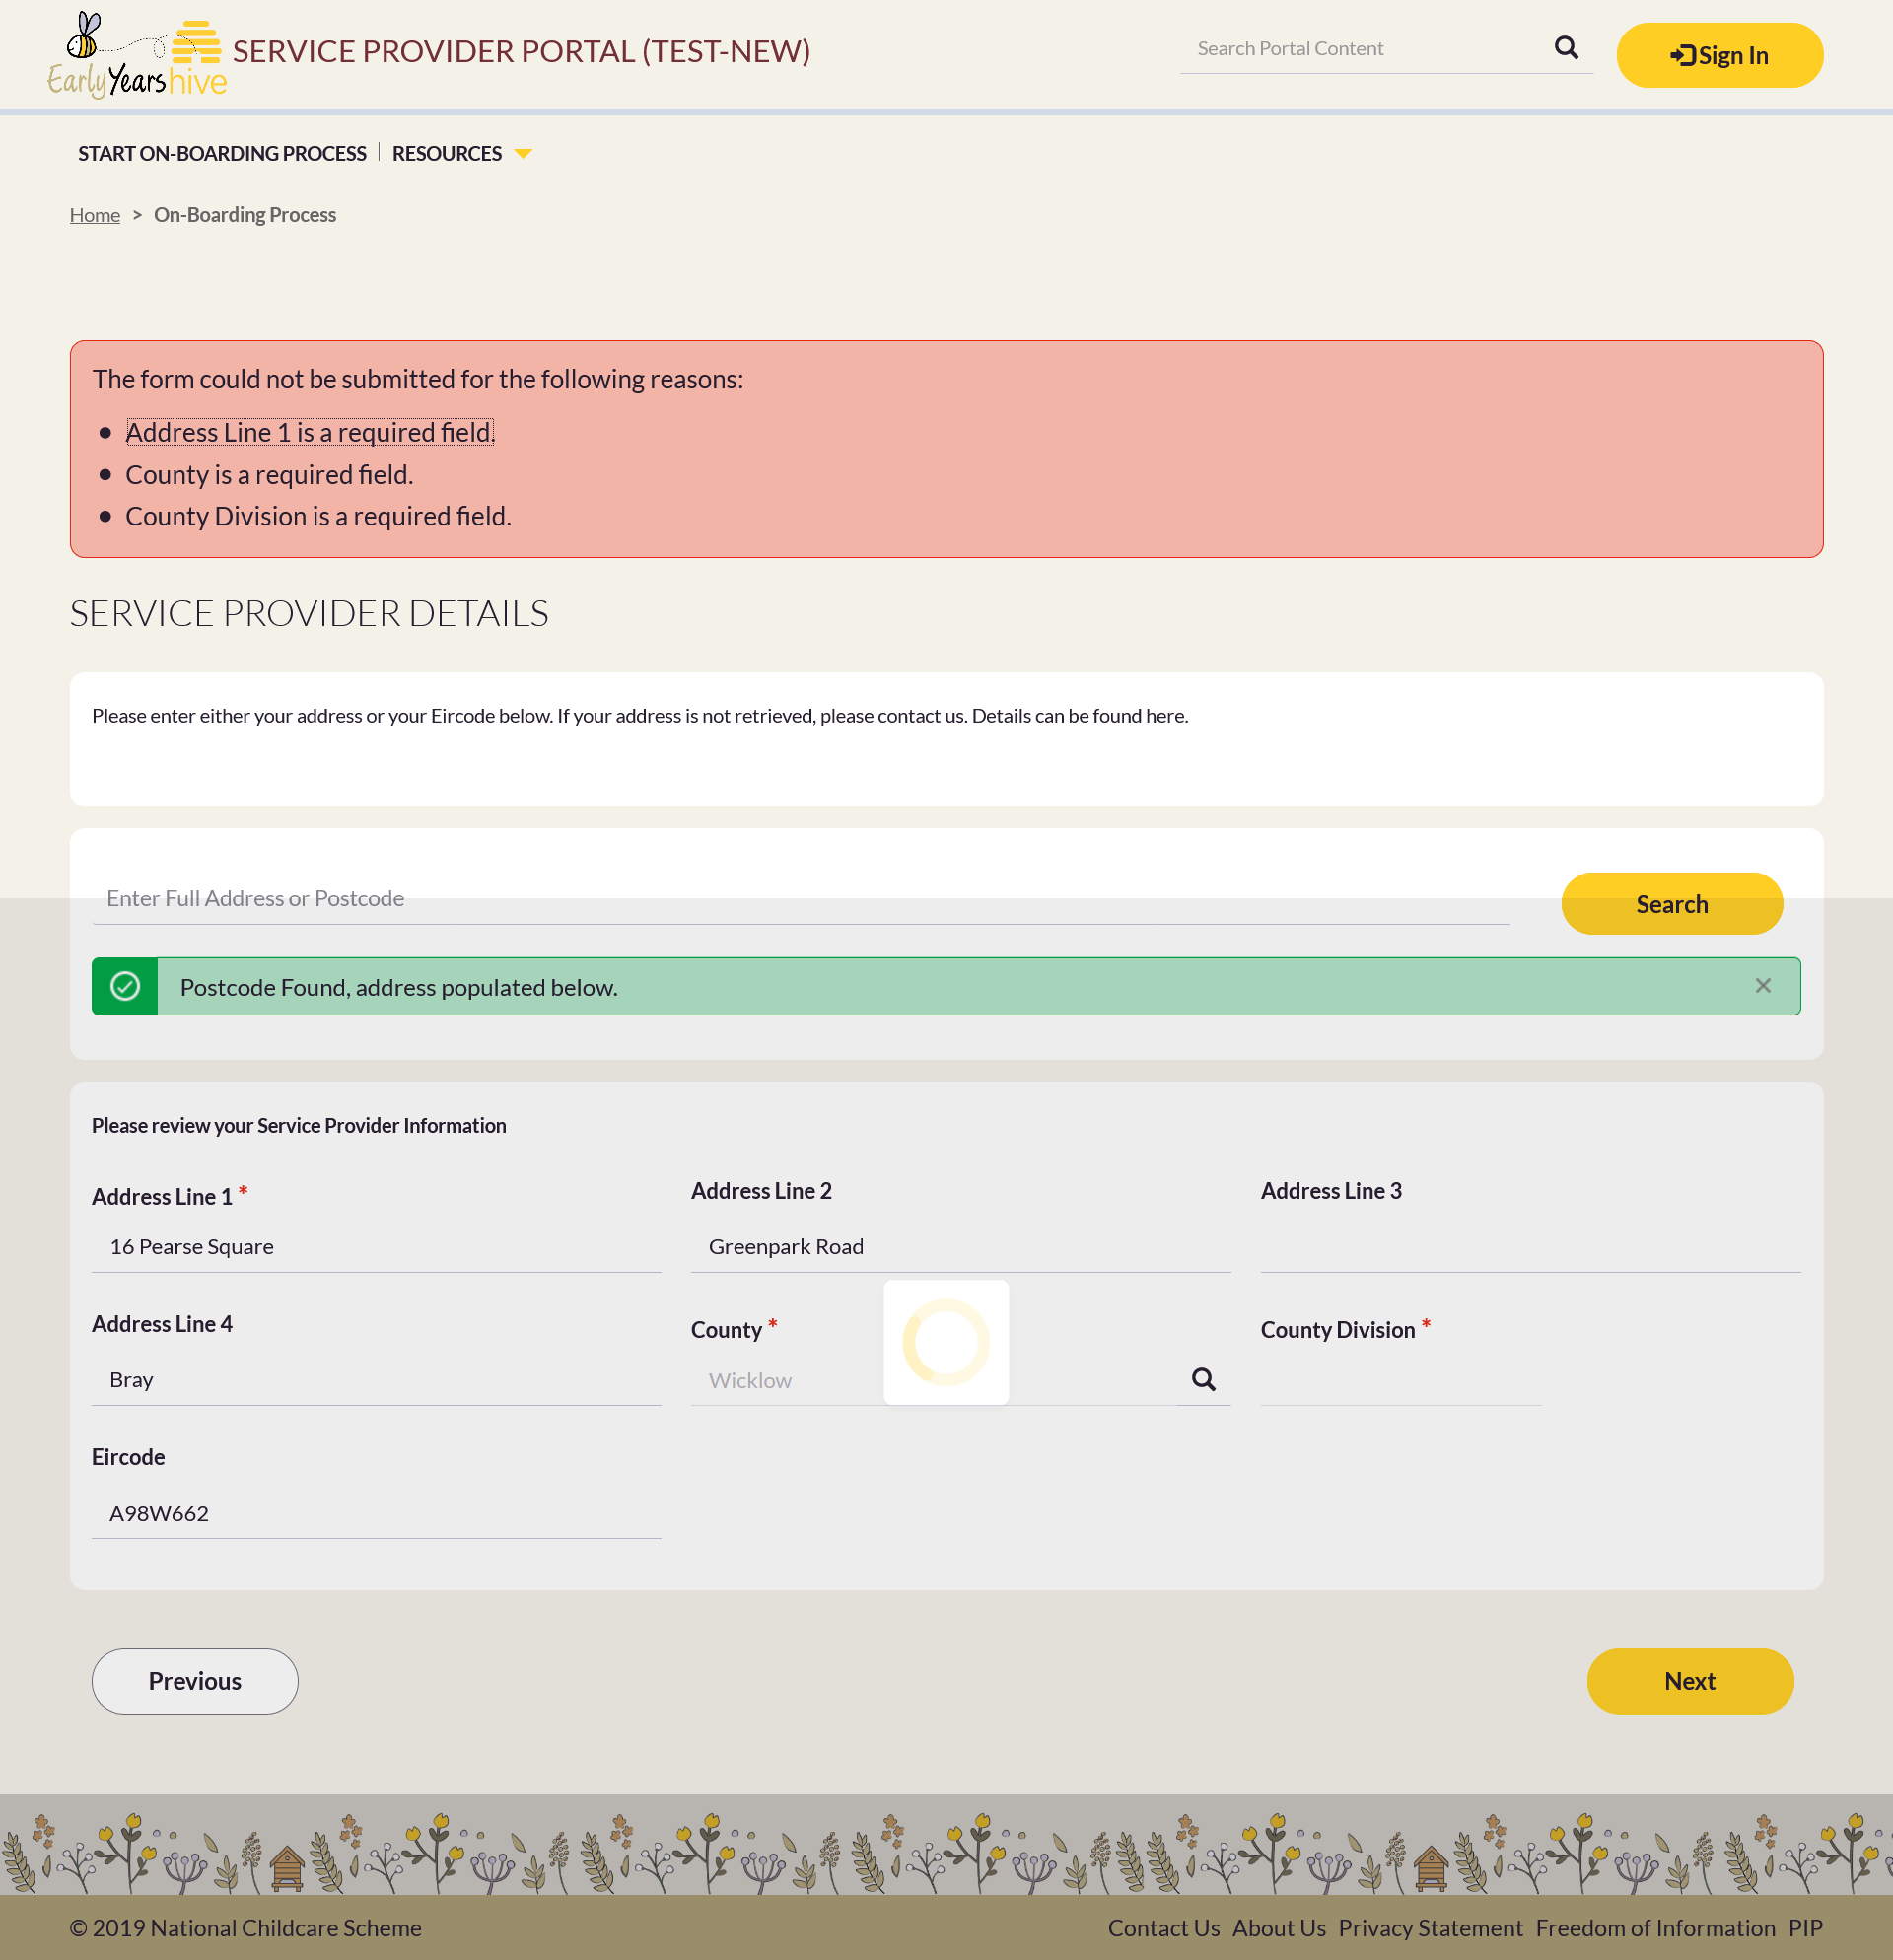 Early Years hive
SERVICE PROVIDER PORTAL (TEST-NEW)
Search Portal Content
Sign In
START ON-BOARDING PROCESS
RESOURCES
Home > On-Boarding Process
The form could not be submitted for the following reasons:
Address Line 1 is a required field.
County is a required field.
County Division is a required field.
SERVICE PROVIDER DETAILS
Please enter either your address or your Eircode below. If your address is not retrieved, please contact us. Details can be found here.
Enter Full Address or Postcode
Search
Postcode Found, address populated below.
Please review your Service Provider Information
Address Line 1 *
Address Line 2
Address Line 3
16 Pearse Square
Greenpark Road
Address Line 4
County *
County Division *
Bray
Wicklow
Eircode
A98W662
Previous
Next
© 2019 National Childcare Scheme
Contact Us About Us Privacy Statement Freedom of Information PIP